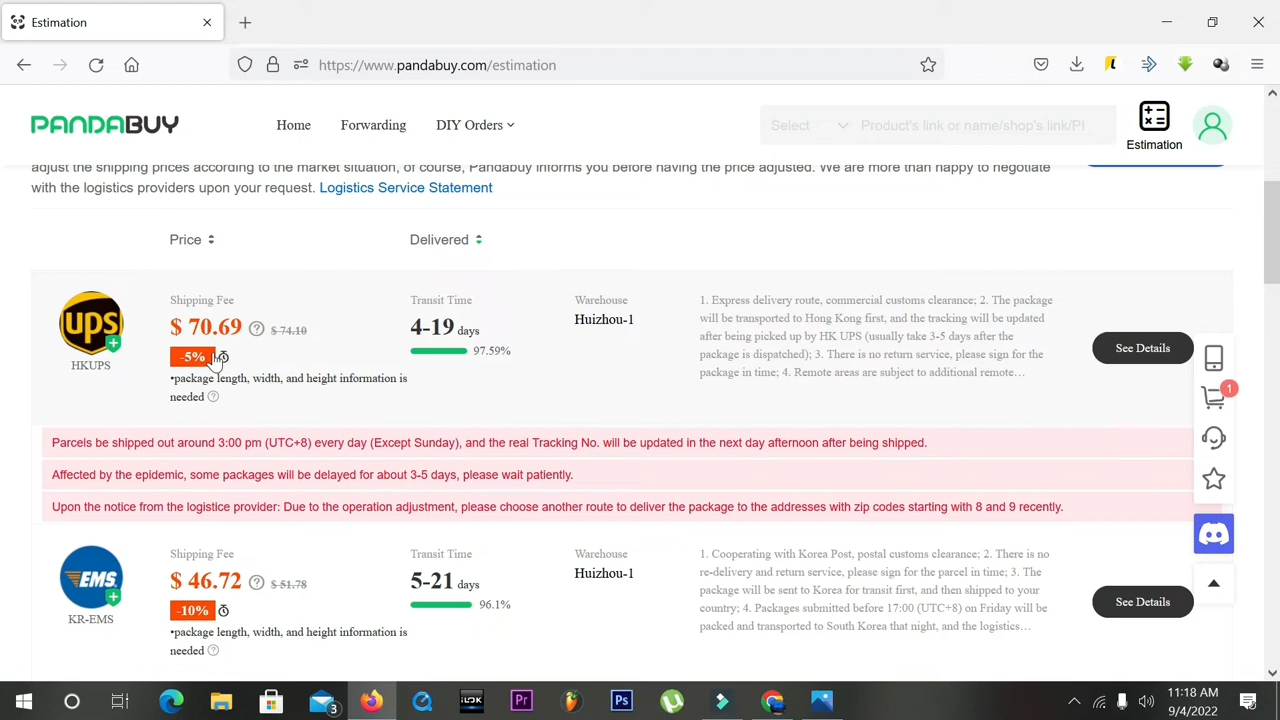 Estimation
https://www.pandabuy.com/estimation
PANDABUY
Home
Forwarding
DIY Orders
Select
Product's link or name/shop's link/PI
Estimation
adjust the shipping prices according to the market situation, of course, Pandabuy informs you before having the price adjusted. We are more than happy to negotiate
with the logistics providers upon your request. Logistics Service Statement
Price
Delivered
ups
HKUPS
Shipping Fee
$ 70.69 ? $ 74.10
-5%
•package length, width, and height information is
needed ?
Transit Time
4-19 days
97.59%
Warehouse
Huizhou-1
1. Express delivery route, commercial customs clearance; 2. The package
will be transported to Hong Kong first, and the tracking will be updated
after being picked up by HK UPS (usually take 3-5 days after the
package is dispatched); 3. There is no return service, please sign for the
package in time; 4. Remote areas are subject to additional remote…
See Details
1
Parcels be shipped out around 3:00 pm (UTC+8) every day (Except Sunday), and the real Tracking No. will be updated in the next day afternoon after being shipped.
Affected by the epidemic, some packages will be delayed for about 3-5 days, please wait patiently.
Upon the notice from the logistice provider: Due to the operation adjustment, please choose another route to deliver the package to the addresses with zip codes starting with 8 and 9 recently.
EMS
KR-EMS
Shipping Fee
$ 46.72 ? $ 51.78
-10%
•package length, width, and height information is
needed ?
Transit Time
5-21 days
96.1%
Warehouse
Huizhou-1
1. Cooperating with Korea Post, postal customs clearance; 2. There is no
re-delivery and return service, please sign for the parcel in time; 3. The
package will be sent to Korea for transit first, and then shipped to your
country; 4. Packages submitted before 17:00 (UTC+8) on Friday will be
packed and transported to South Korea that night, and the logistics…
See Details
3
iLOK
Pr
Ps
11:18 AM
9/4/2022